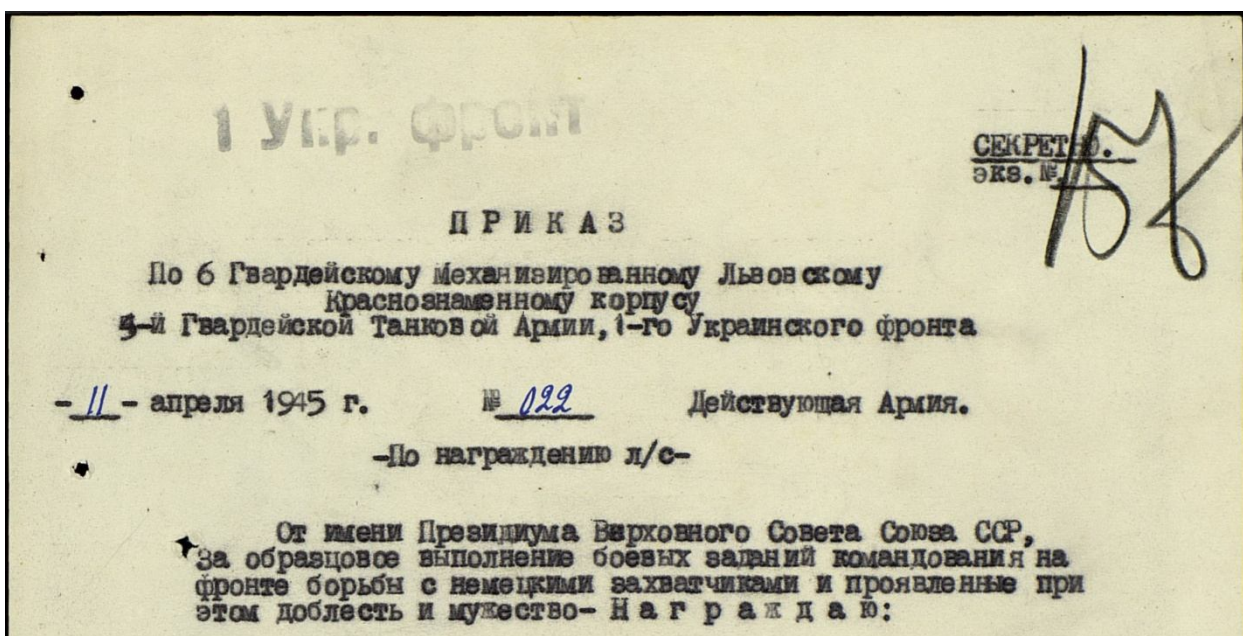 1 Укр. фронт
СЕКРЕТНО.
экз.№
ПРИКАЗ
По 6 Гвардейскому Механизированному Львовскому
Краснознаменному корпусу
-й Гвардейской Танковой Армии, 1-го Украинского фронта
-11- апреля 1945 г. № 022 Действующая Армия.
-По награждению л/с-
От имени Президиума Верховного Совета Союза ССР,
За образцовое выполнение боевых заданий командования на
фронте борьбы с немецкими захватчиками и проявленные при
этом доблесть и мужество- Награждаю: